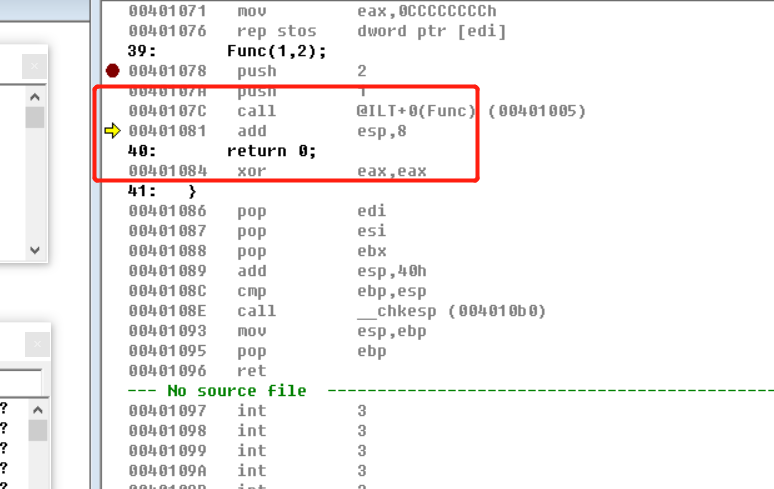 00401071 mov eax,0CCCCCCCCh
00401076 rep stos dword ptr [edi]
39: Func(1,2);
00401078 push 2
0040107A push 1
0040107C call @ILT+0(Func) (00401005)
00401081 add esp,8
40: return 0;
00401084 xor eax,eax
41: }
00401086 pop edi
00401087 pop esi
00401088 pop ebx
00401089 add esp,40h
0040108C cmp ebp,esp
0040108E call __chkesp (004010b0)
00401093 mov esp,ebp
00401095 pop ebp
00401096 ret
--- No source file ---------------------------------------------
00401097 int 3
00401098 int 3
00401099 int 3
0040109A int 3
0040109B int 3
?
?
?
?
?